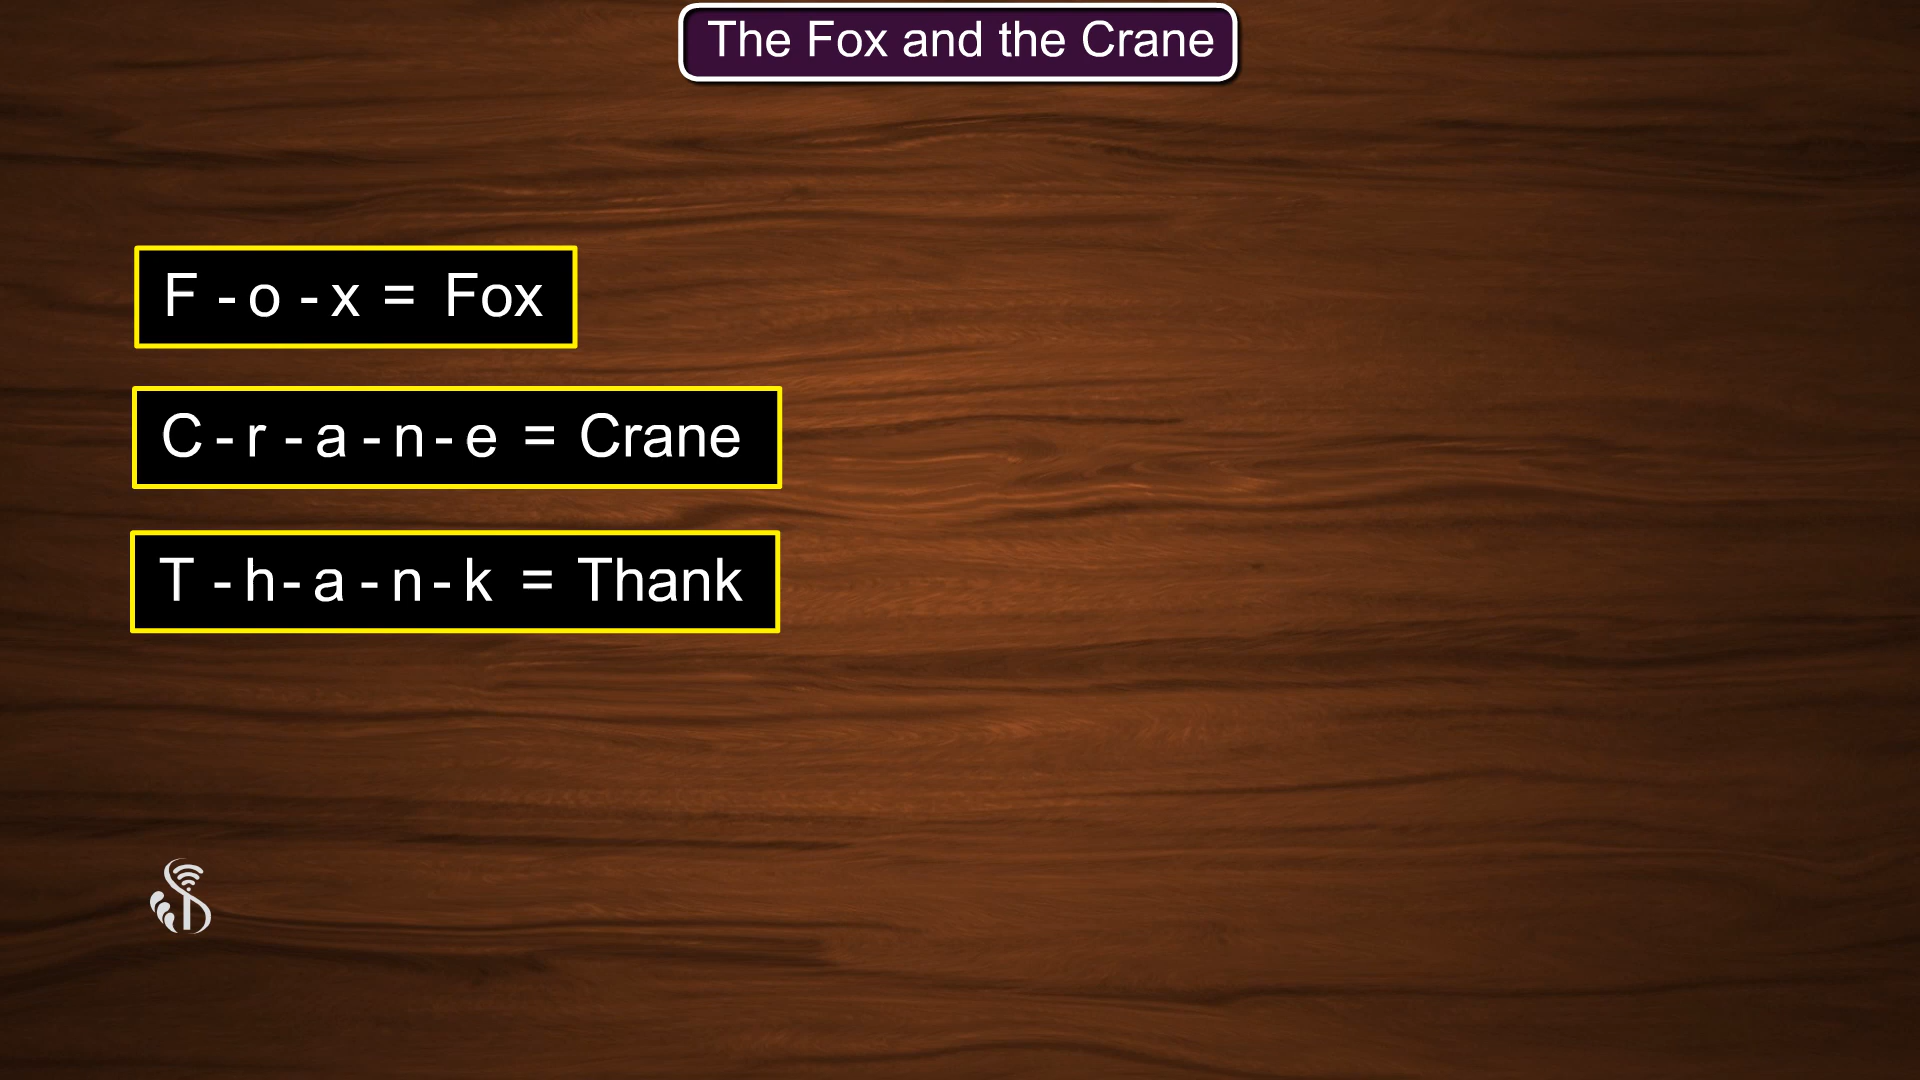 The Fox and the Crane
F - o - x = Fox
C - r - a - n - e = Crane
T - h - a - n - k = Thank